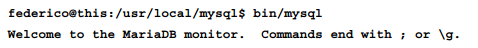 federico@this:/usr/local/mysql$ bin/mysql
Welcome to the MariaDB monitor.  Commands end with ; or \g.